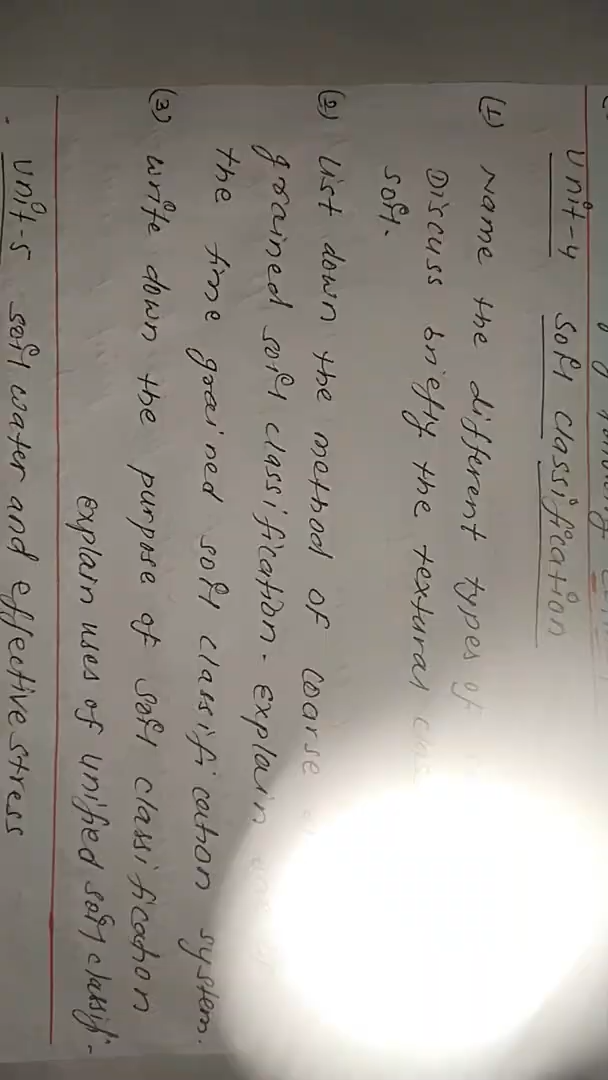 Unit-4 soil classification
(1) Name the different types of
Discuss briefly the textural
soil.
(2) List down the method of coarse
grained soil classification. Explain
the fine grained soil classification system.
(3) write down the purpose of soil classification
explain uses of unified soil classifi-
Unit-5 soil water and effective stress